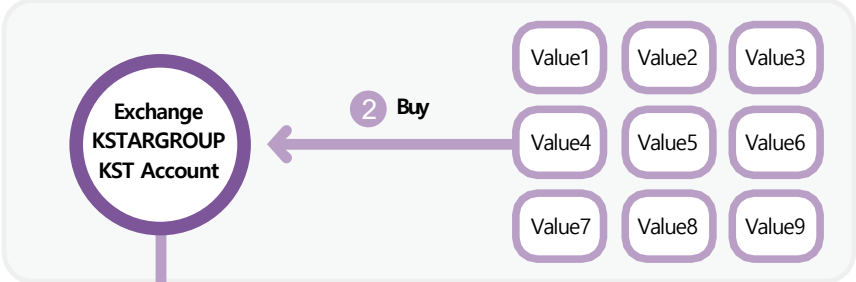 Exchange
KSTARGROUP
KST Account
2 Buy
Value1 Value2 Value3
Value4 Value5 Value6
Value7 Value8 Value9